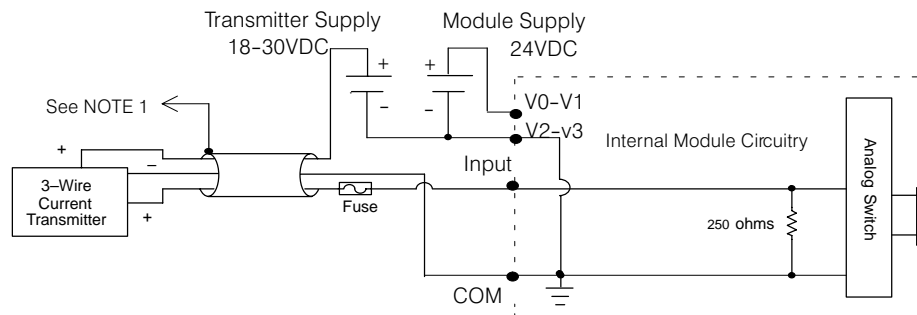 Transmitter Supply
18-30VDC
Module Supply
24VDC
+
+
-
-
See NOTE 1
V0-V1
V2-v3
Internal Module Circuitry
Analog Switch
+
–
Input
3–Wire
Current
Transmitter
+
Fuse
250 ohms
COM